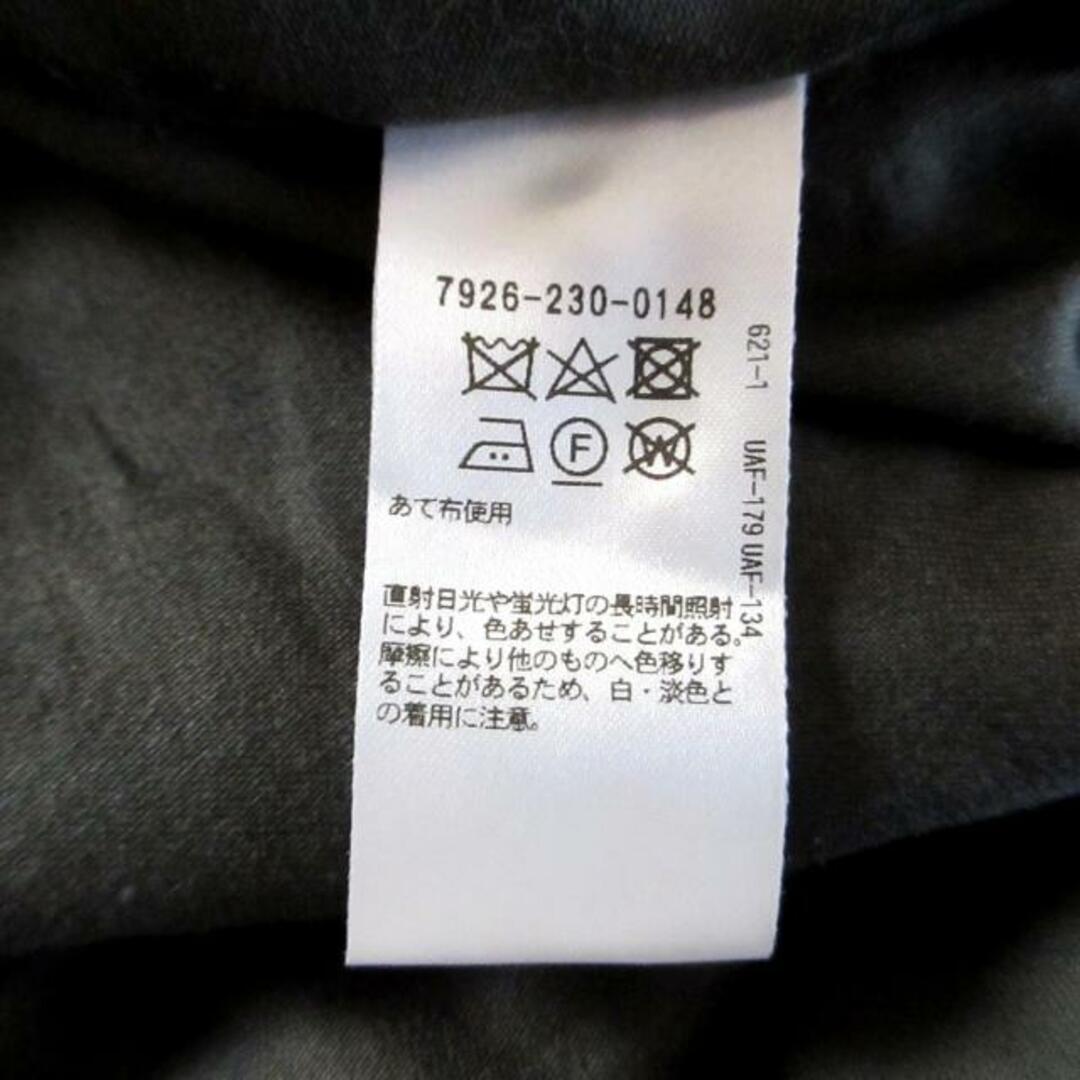 7926-230-0148
F
W
あて布使用
直射日光や蛍光灯の長時間照射
により、色あせすることがある。
摩擦により他のものへ色移りす
ることがあるため、白・淡色と
の着用に注意。
621-1 UAF-179 UAF-134